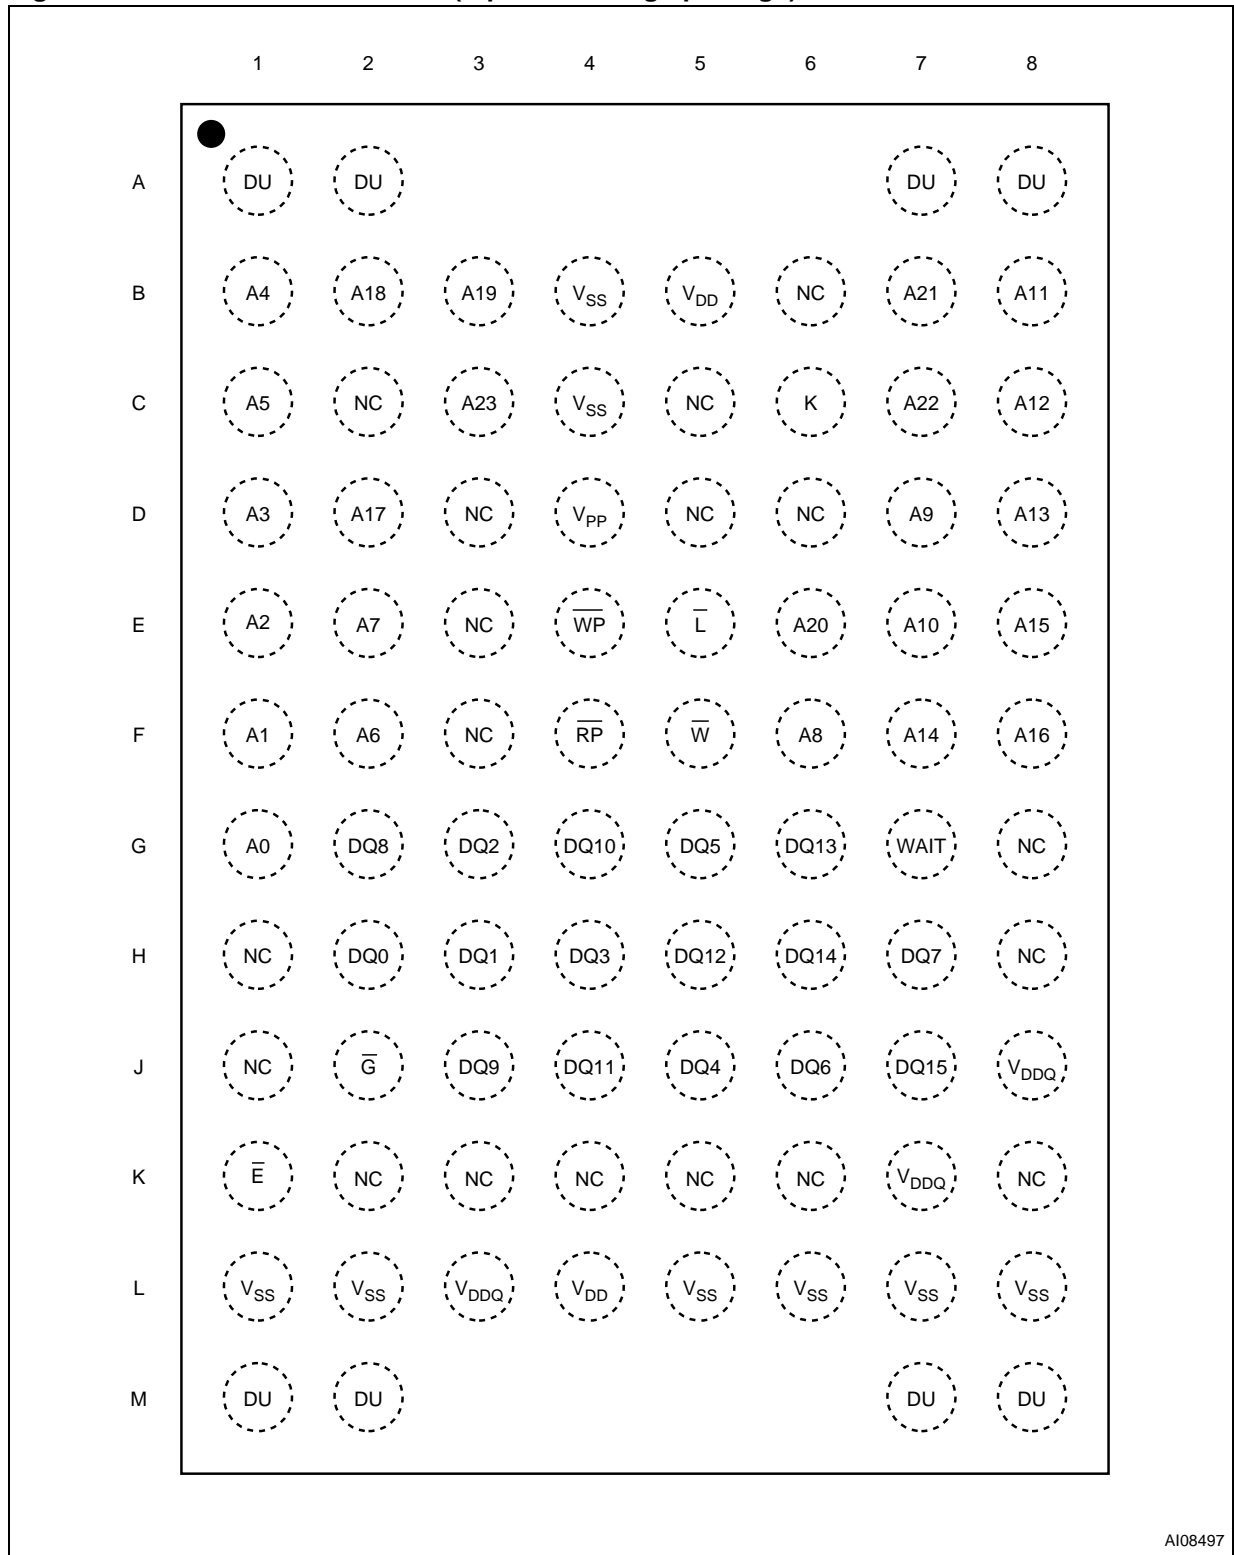 1 2 3 4 5 6 7 8
A DU DU DU DU
B A4 A18 A19 VSS VDD NC A21 A11
C A5 NC A23 VSS NC K A22 A12
D A3 A17 NC VPP NC NC A9 A13
E A2 A7 NC W̅P̅ L̅ A20 A10 A15
F A1 A6 NC R̅P̅ W̅ A8 A14 A16
G A0 DQ8 DQ2 DQ10 DQ5 DQ13 WAIT NC
H NC DQ0 DQ1 DQ3 DQ12 DQ14 DQ7 NC
J NC G̅ DQ9 DQ11 DQ4 DQ6 DQ15 VDDQ
K E̅ NC NC NC NC NC VDDQ NC
L VSS VSS VDDQ VDD VSS VSS VSS VSS
M DU DU DU DU
AI08497